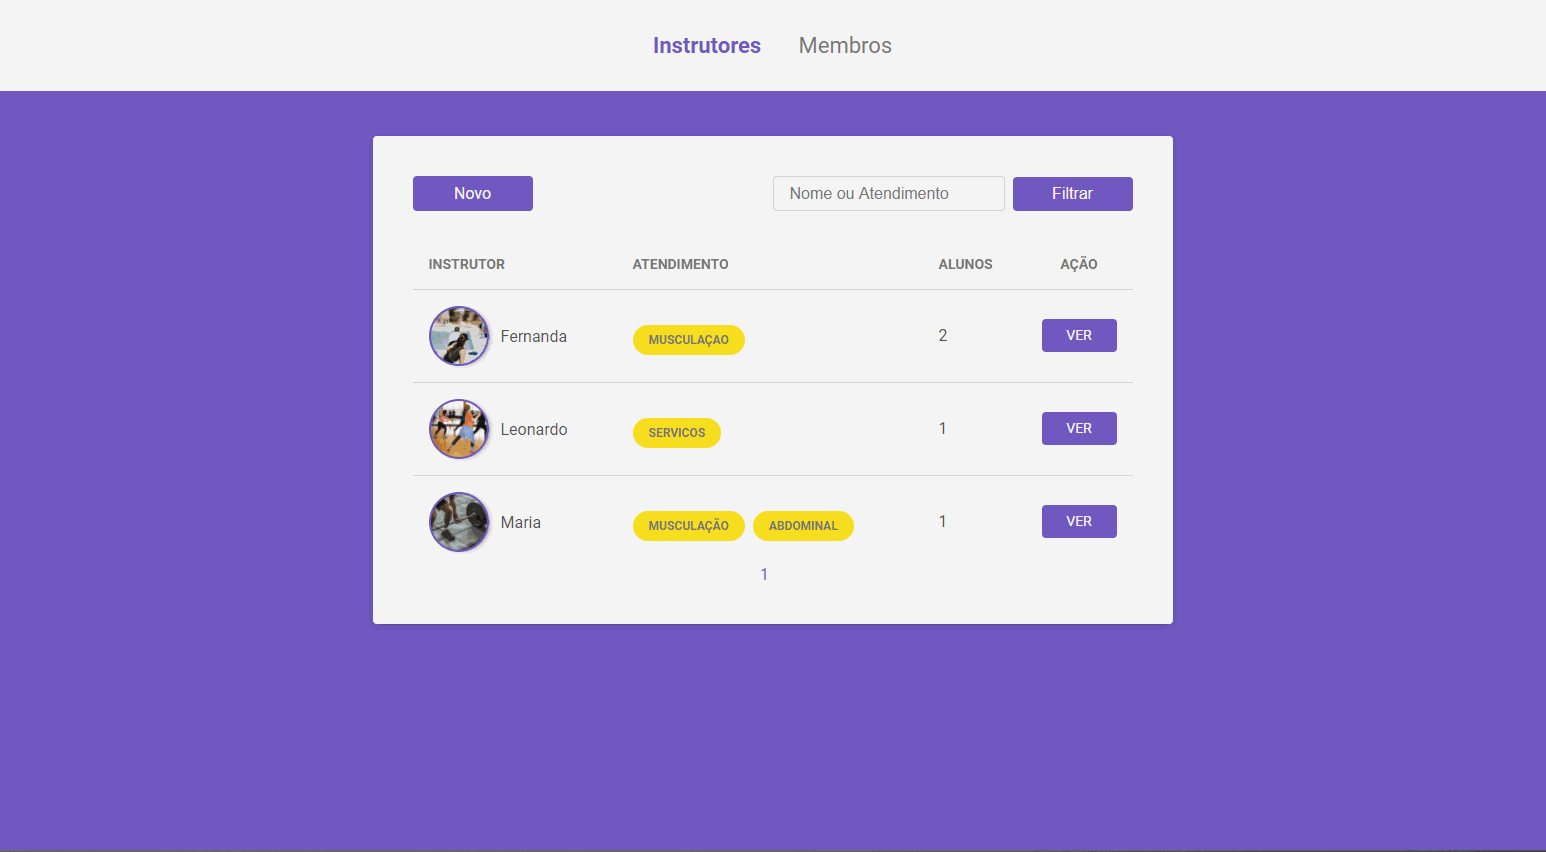 Instrutores Membros
Novo Nome ou Atendimento Filtrar
INSTRUTOR ATENDIMENTO ALUNOS AÇÃO
Fernanda MUSCULAÇAO 2 VER
Leonardo SERVICOS 1 VER
Maria MUSCULAÇÃO ABDOMINAL 1 VER
1